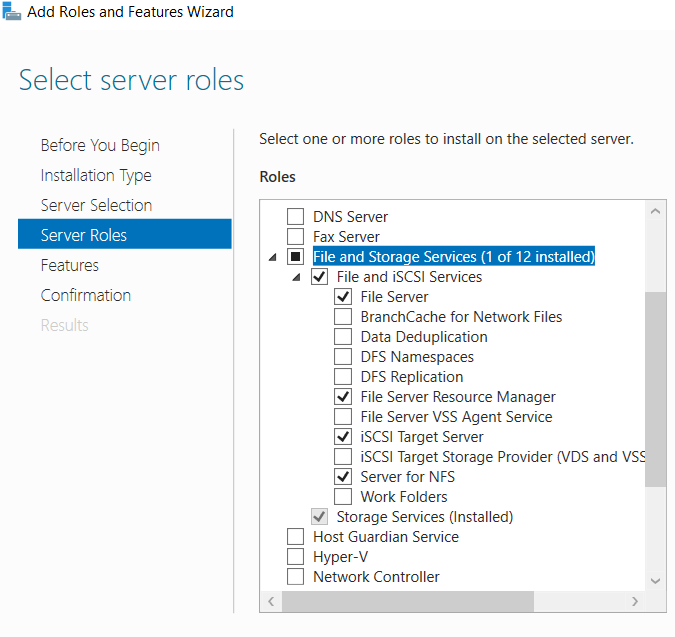 Add Roles and Features Wizard
Select server roles
Before You Begin
Installation Type
Server Selection
Server Roles
Features
Confirmation
Results
Select one or more roles to install on the selected server.
Roles
DNS Server
Fax Server
File and Storage Services (1 of 12 installed)
File and iSCSI Services
File Server
BranchCache for Network Files
Data Deduplication
DFS Namespaces
DFS Replication
File Server Resource Manager
File Server VSS Agent Service
iSCSI Target Server
iSCSI Target Storage Provider (VDS and VSS
Server for NFS
Work Folders
Storage Services (Installed)
Host Guardian Service
Hyper-V
Network Controller